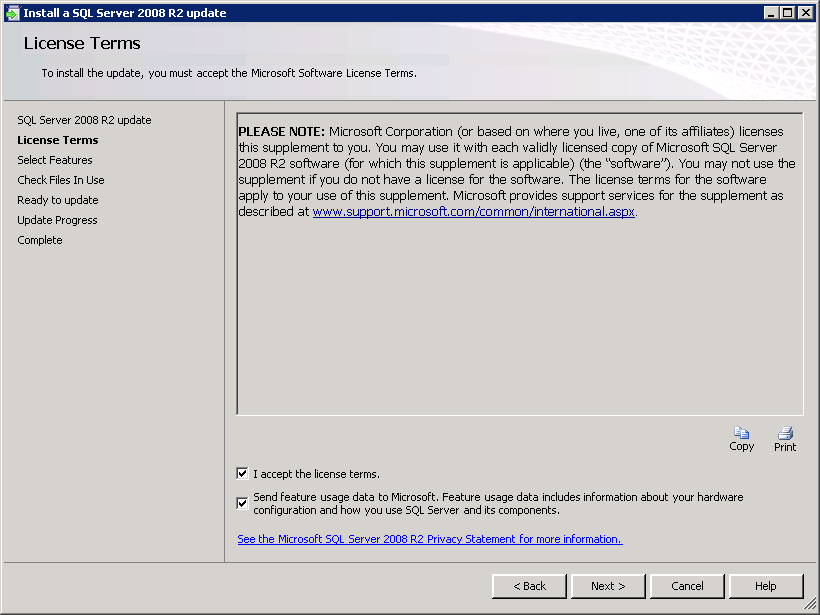 Install a SQL Server 2008 R2 update
License Terms
To install the update, you must accept the Microsoft Software License Terms.
SQL Server 2008 R2 update
License Terms
Select Features
Check Files In Use
Ready to update
Update Progress
Complete
PLEASE NOTE: Microsoft Corporation (or based on where you live, one of its affiliates) licenses
this supplement to you. You may use it with each validly licensed copy of Microsoft SQL Server
2008 R2 software (for which this supplement is applicable) (the “software”). You may not use the
supplement if you do not have a license for the software. The license terms for the software
apply to your use of this supplement. Microsoft provides support services for the supplement as
described at www.support.microsoft.com/common/international.aspx.
Copy
Print
I accept the license terms.
Send feature usage data to Microsoft. Feature usage data includes information about your hardware
configuration and how you use SQL Server and its components.
See the Microsoft SQL Server 2008 R2 Privacy Statement for more information.
< Back
Next >
Cancel
Help